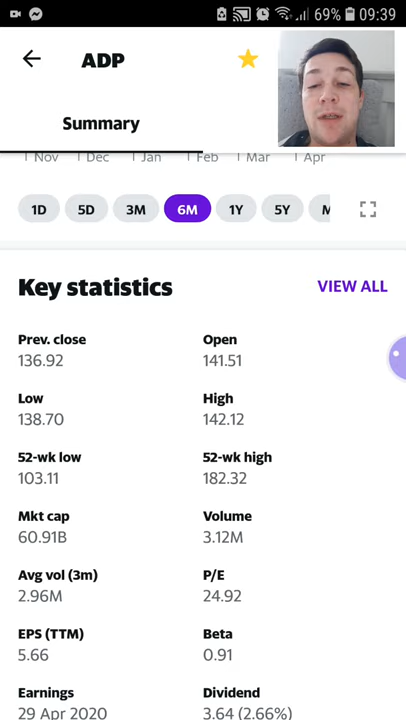 69% 09:39
ADP
Summary
Nov Dec Jan Feb Mar Apr
1D 5D 3M 6M 1Y 5Y M
Key statistics VIEW ALL
Prev. close Open
136.92 141.51
Low High
138.70 142.12
52-wk low 52-wk high
103.11 182.32
Mkt cap Volume
60.91B 3.12M
Avg vol (3m) P/E
2.96M 24.92
EPS (TTM) Beta
5.66 0.91
Earnings Dividend
29 Apr 2020 3.64 (2.66%)